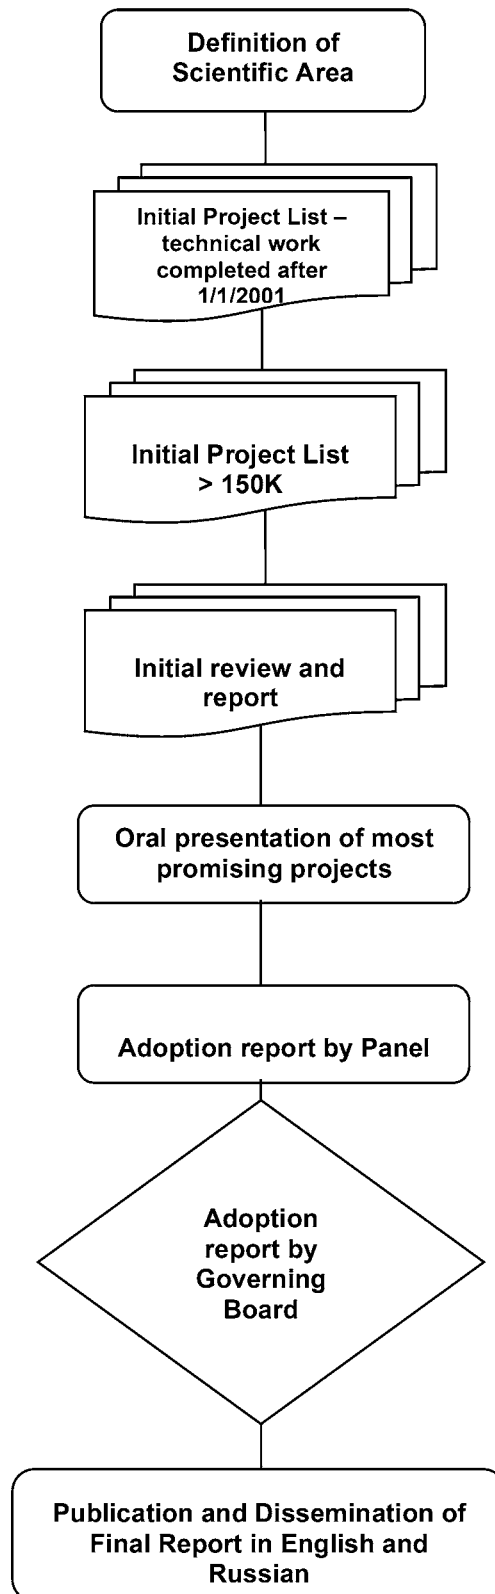 Definition of
Scientific Area
Initial Project List –
technical work
completed after
1/1/2001
Initial Project List
> 150K
Initial review and
report
Oral presentation of most
promising projects
Adoption report by Panel
Adoption
report by
Governing
Board
Publication and Dissemination of
Final Report in English and
Russian